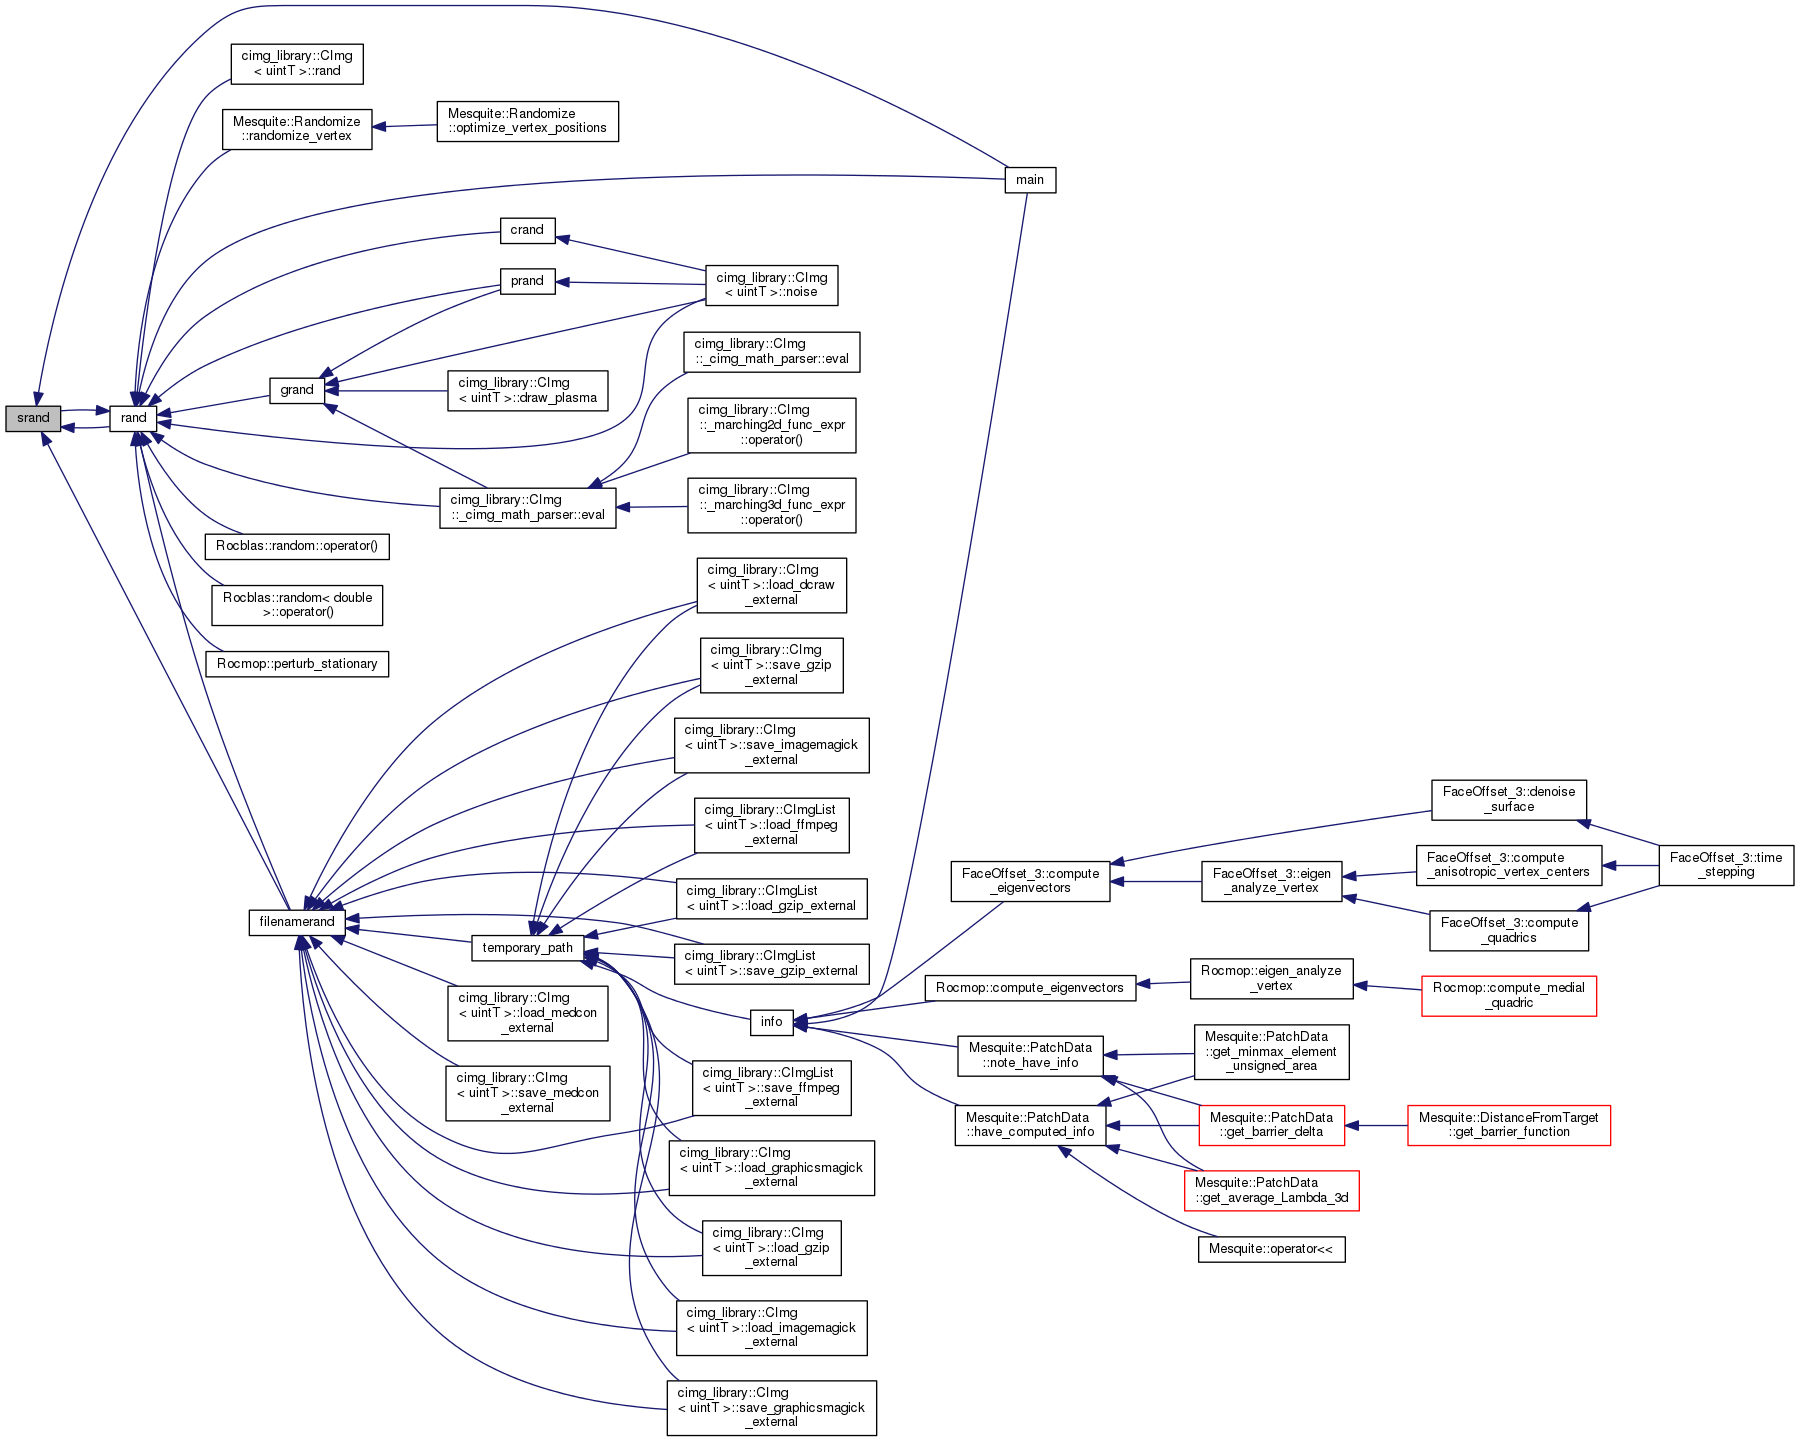 srand
rand
cimg_library::CImg
< uintT >::rand
Mesquite::Randomize
::randomize_vertex
Mesquite::Randomize
::optimize_vertex_positions
main
crand
prand
cimg_library::CImg
< uintT >::noise
grand
cimg_library::CImg
< uintT >::draw_plasma
cimg_library::CImg
::_cimg_math_parser::eval
cimg_library::CImg
::_marching2d_func_expr
::operator()
cimg_library::CImg
::_cimg_math_parser::eval
cimg_library::CImg
::_marching3d_func_expr
::operator()
Rocblas::random::operator()
Rocblas::random< double
>::operator()
Rocmop::perturb_stationary
cimg_library::CImg
< uintT >::load_dcraw
_external
cimg_library::CImg
< uintT >::save_gzip
_external
cimg_library::CImg
< uintT >::save_imagemagick
_external
cimg_library::CImgList
< uintT >::load_ffmpeg
_external
cimg_library::CImgList
< uintT >::load_gzip_external
filenamerand
temporary_path
cimg_library::CImgList
< uintT >::save_gzip_external
cimg_library::CImg
< uintT >::load_medcon
_external
info
cimg_library::CImg
< uintT >::save_medcon
_external
cimg_library::CImgList
< uintT >::save_ffmpeg
_external
cimg_library::CImg
< uintT >::load_graphicsmagick
_external
cimg_library::CImg
< uintT >::load_gzip
_external
cimg_library::CImg
< uintT >::load_imagemagick
_external
cimg_library::CImg
< uintT >::save_graphicsmagick
_external
FaceOffset_3::compute
_eigenvectors
FaceOffset_3::denoise
_surface
FaceOffset_3::eigen
_analyze_vertex
FaceOffset_3::compute
_anisotropic_vertex_centers
FaceOffset_3::time
_stepping
FaceOffset_3::compute
_quadrics
Rocmop::compute_eigenvectors
Rocmop::eigen_analyze
_vertex
Rocmop::compute_medial
_quadric
Mesquite::PatchData
::note_have_info
Mesquite::PatchData
::get_minmax_element
_unsigned_area
Mesquite::PatchData
::have_computed_info
Mesquite::PatchData
::get_barrier_delta
Mesquite::DistanceFromTarget
::get_barrier_function
Mesquite::PatchData
::get_average_Lambda_3d
Mesquite::operator<<